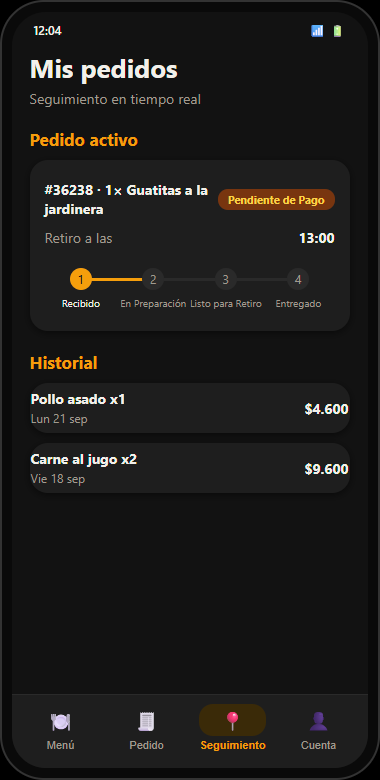 12:04
Mis pedidos
Seguimiento en tiempo real
Pedido activo
#36238 · 1× Guatitas a la
jardinera
Pendiente de Pago
Retiro a las
13:00
1
2
3
4
Recibido
En Preparación
Listo para Retiro
Entregado
Historial
Pollo asado x1
Lun 21 sep
$4.600
Carne al jugo x2
Vie 18 sep
$9.600
Menú
Pedido
Seguimiento
Cuenta